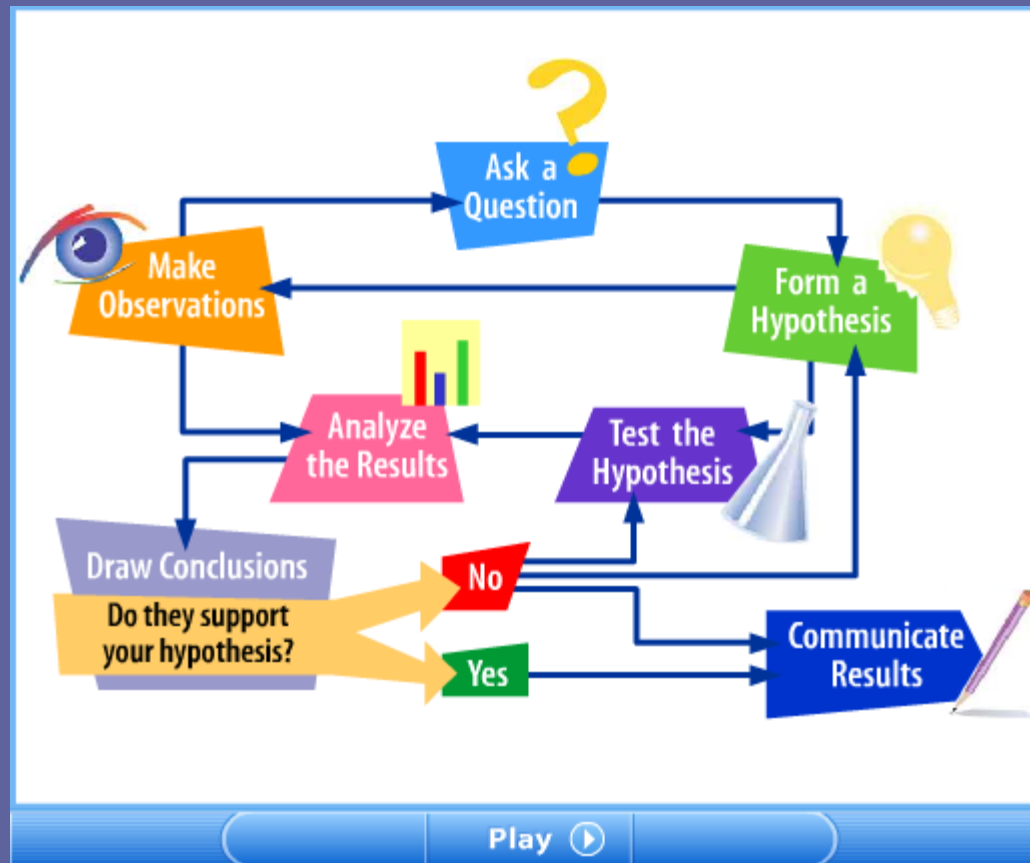 Ask a
Question
Make
Observations
Form a
Hypothesis
Analyze
the Results
Test the
Hypothesis
Draw Conclusions
Do they support
your hypothesis?
No
Yes
Communicate
Results
Play